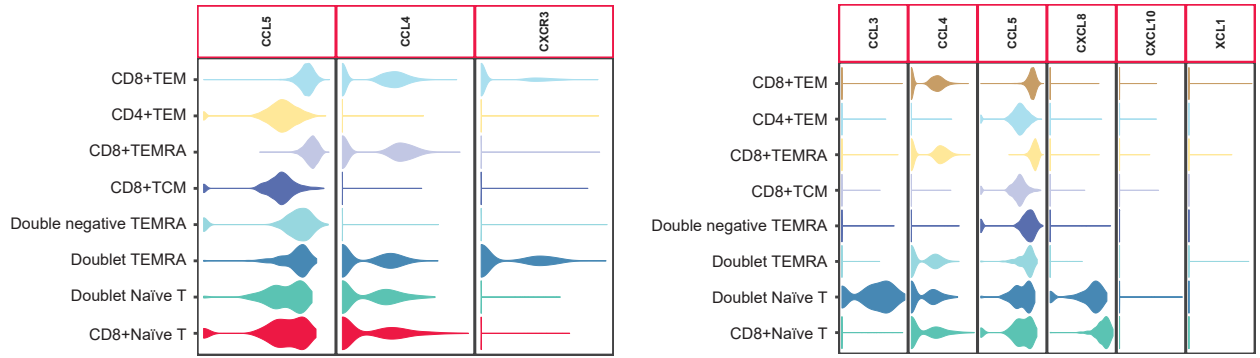 CCL5
CCL4
CXCR3
CD8+TEM
CD4+TEM
CD8+TEMRA
CD8+TCM
Double negative TEMRA
Doublet TEMRA
Doublet Naïve T
CD8+Naïve T
CCL3
CCL4
CCL5
CXCL8
CXCL10
XCL1
CD8+TEM
CD4+TEM
CD8+TEMRA
CD8+TCM
Double negative TEMRA
Doublet TEMRA
Doublet Naïve T
CD8+Naïve T